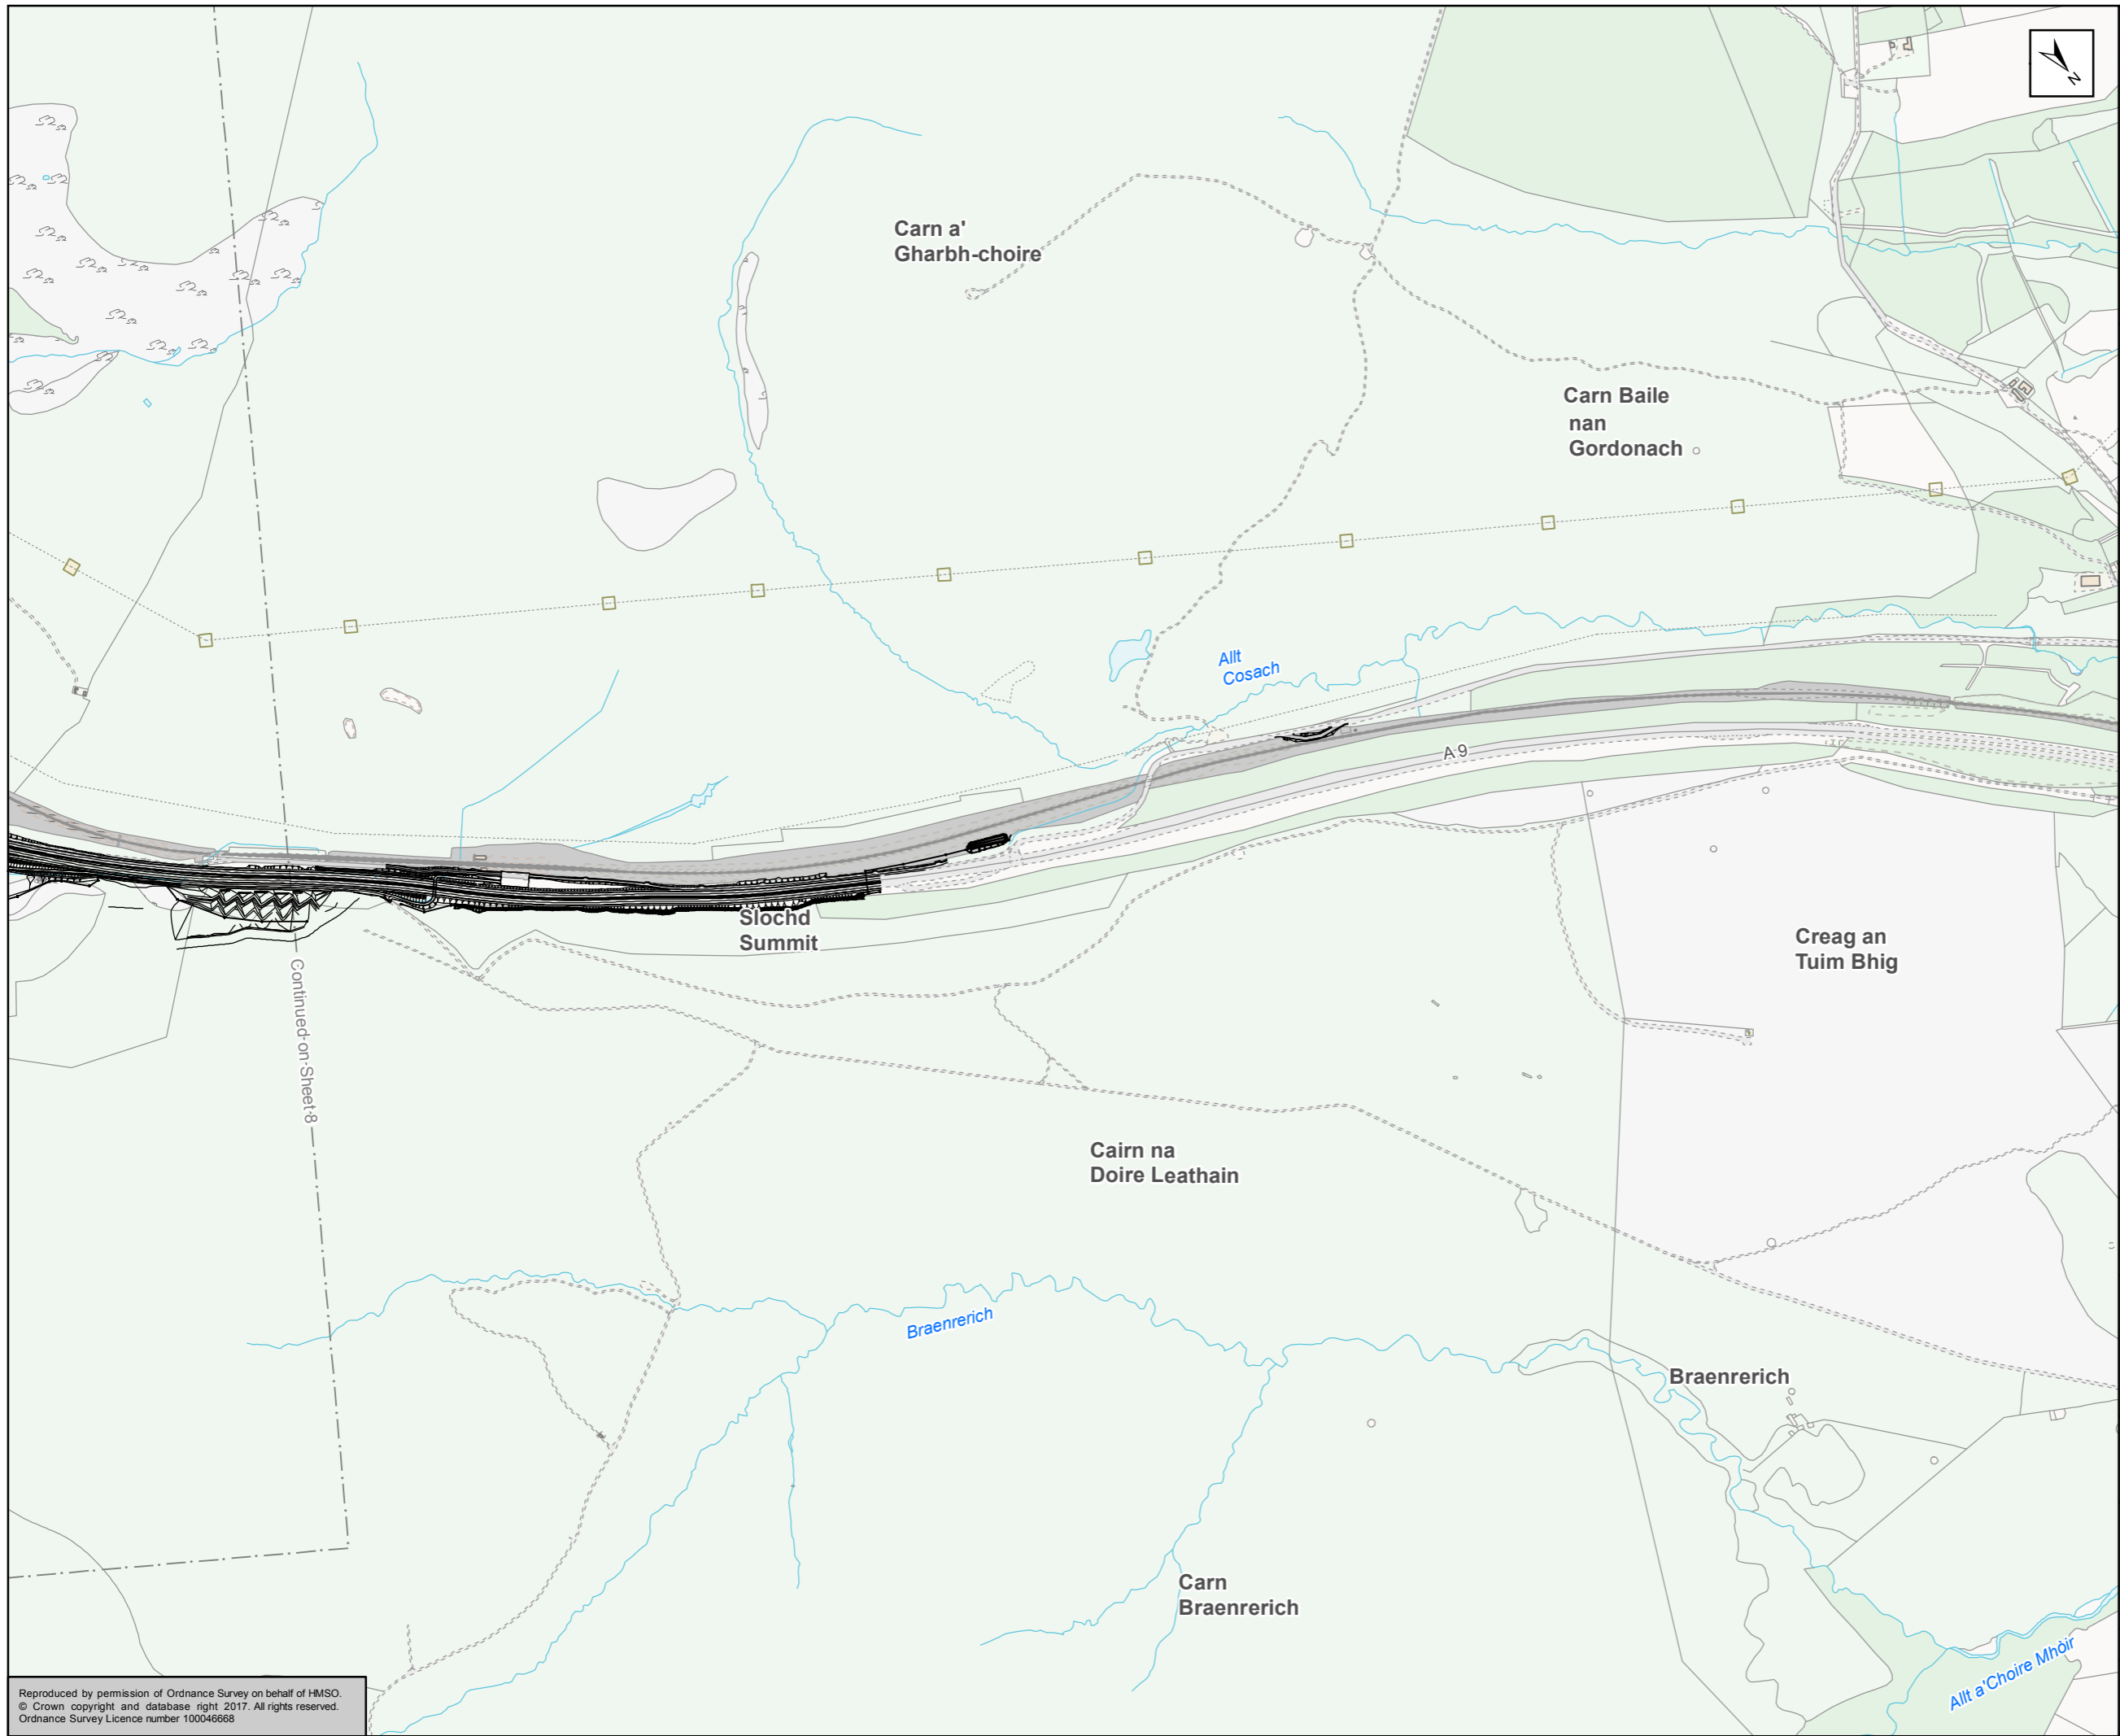 N
Carn a'
Gharbh-choire
Carn Baile
nan
Gordonach
Allt
Cosach
A 9
Slochd
Summit
Creag an
Tuim Bhig
Continued-on-Sheet-8
Cairn na
Doire Leathain
Braenrerich
Braenrerich
Carn
Braenrerich
Allt a'Choire Mhòir
Reproduced by permission of Ordnance Survey on behalf of HMSO.
© Crown copyright and database right 2017. All rights reserved.
Ordnance Survey Licence number 100046668